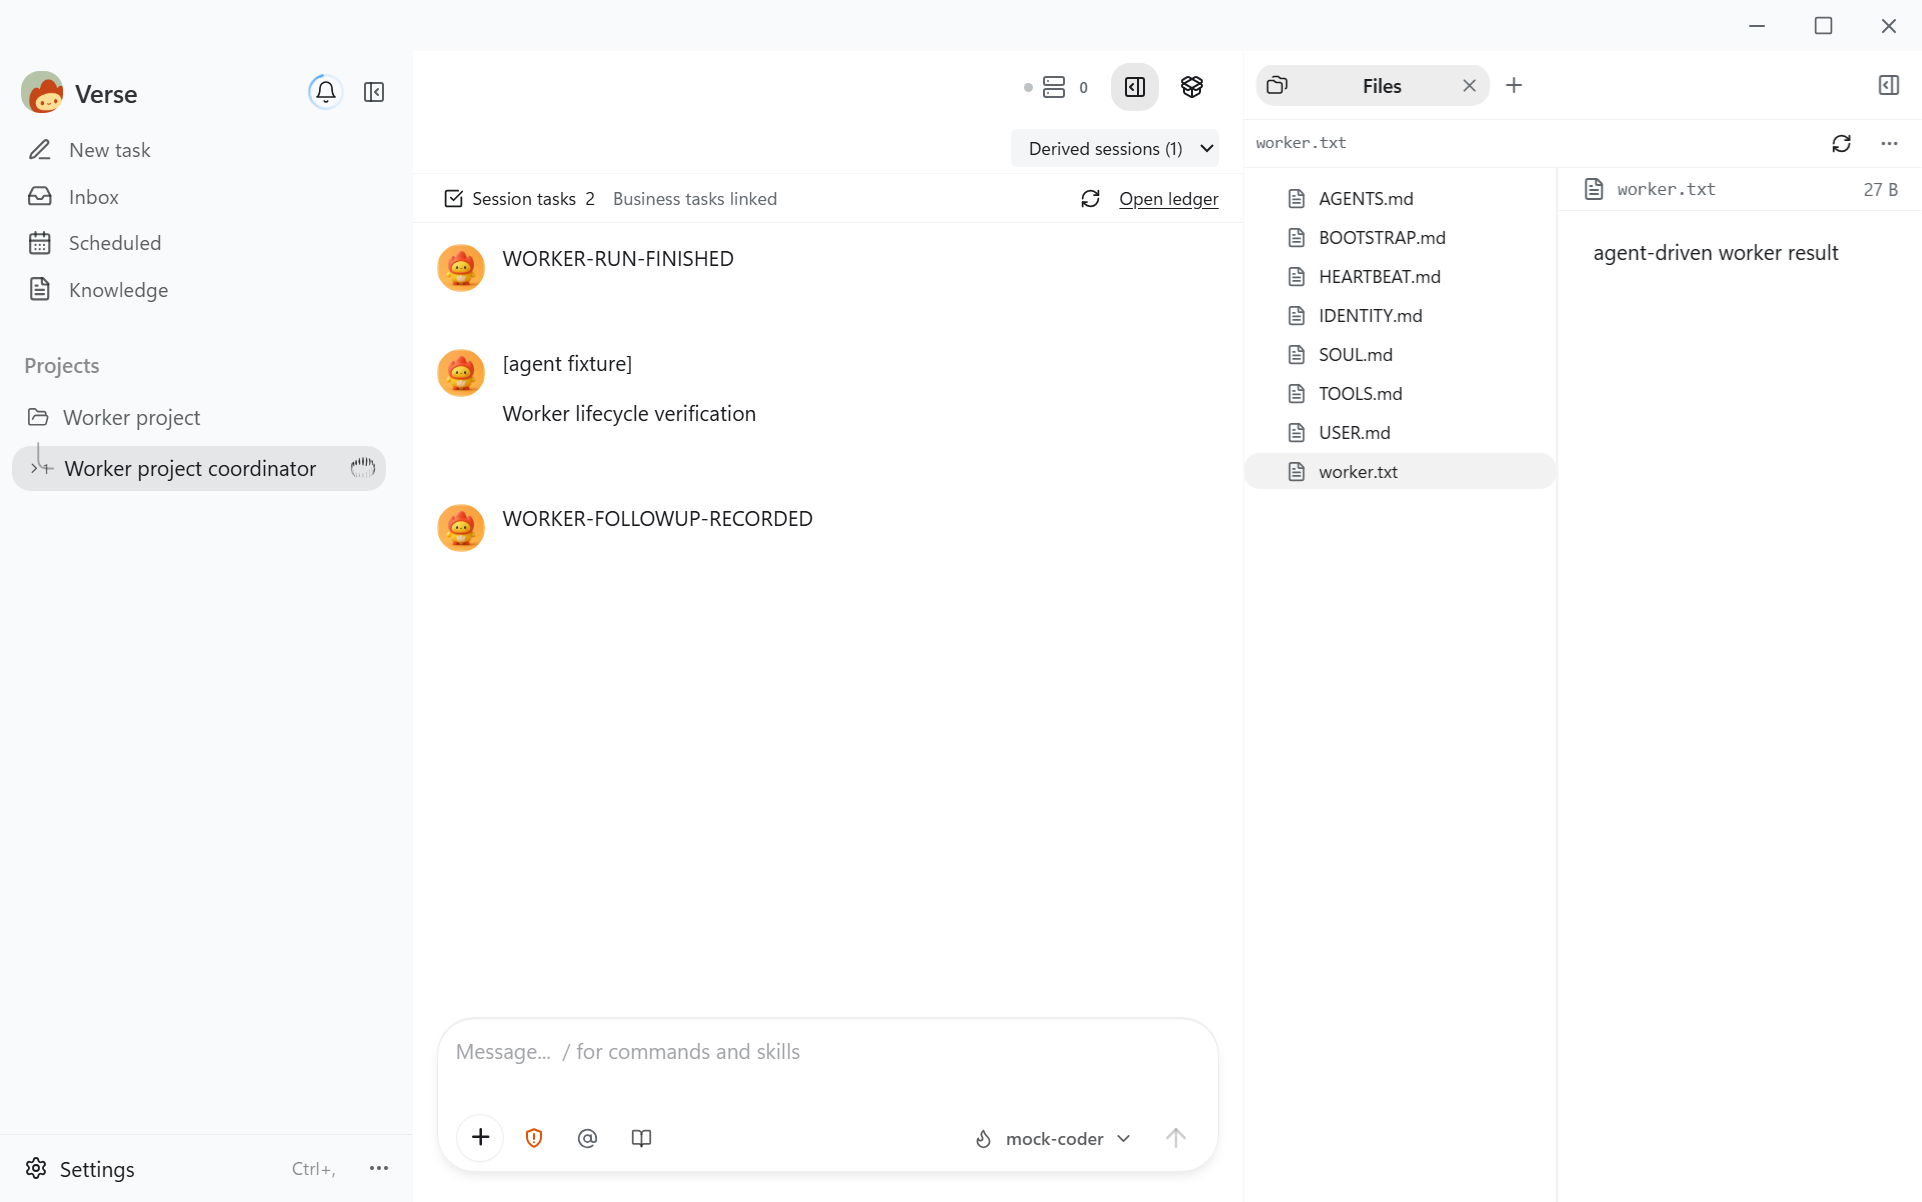 Verse
New task
Inbox
Scheduled
Knowledge
Projects
Worker project
Worker project coordinator
Settings
Ctrl+,
0
Derived sessions (1)
Session tasks 2 Business tasks linked
Open ledger
WORKER-RUN-FINISHED
[agent fixture]
Worker lifecycle verification
WORKER-FOLLOWUP-RECORDED
Message... / for commands and skills
mock-coder
Files
worker.txt
AGENTS.md
BOOTSTRAP.md
HEARTBEAT.md
IDENTITY.md
SOUL.md
TOOLS.md
USER.md
worker.txt
worker.txt 27 B
agent-driven worker result